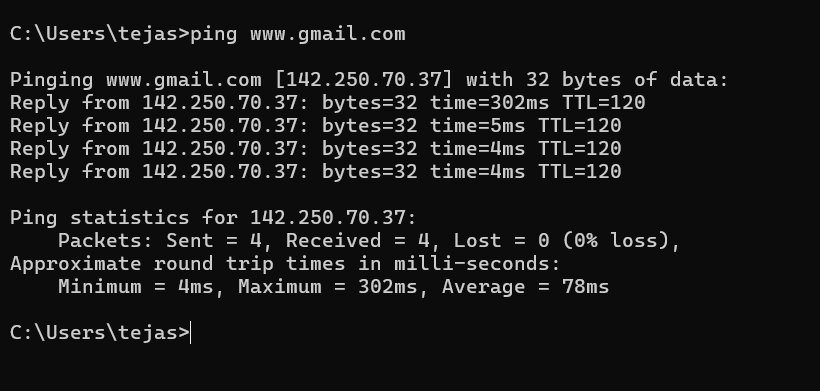 C:\Users\tejas>ping www.gmail.com
Pinging www.gmail.com [142.250.70.37] with 32 bytes of data:
Reply from 142.250.70.37: bytes=32 time=302ms TTL=120
Reply from 142.250.70.37: bytes=32 time=5ms TTL=120
Reply from 142.250.70.37: bytes=32 time=4ms TTL=120
Reply from 142.250.70.37: bytes=32 time=4ms TTL=120
Ping statistics for 142.250.70.37:
    Packets: Sent = 4, Received = 4, Lost = 0 (0% loss),
Approximate round trip times in milli-seconds:
    Minimum = 4ms, Maximum = 302ms, Average = 78ms
C:\Users\tejas>